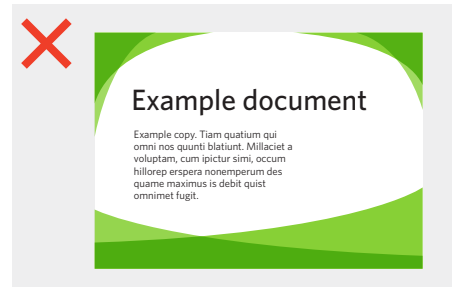 Example document
Example copy. Tiam quatium qui
omni nos quunti blatiunt. Millaciet a
voluptam, cum ipictur simi, occum
hillorep erspera nonemperum des
quame maximus is debit quist
omnimet fugit.